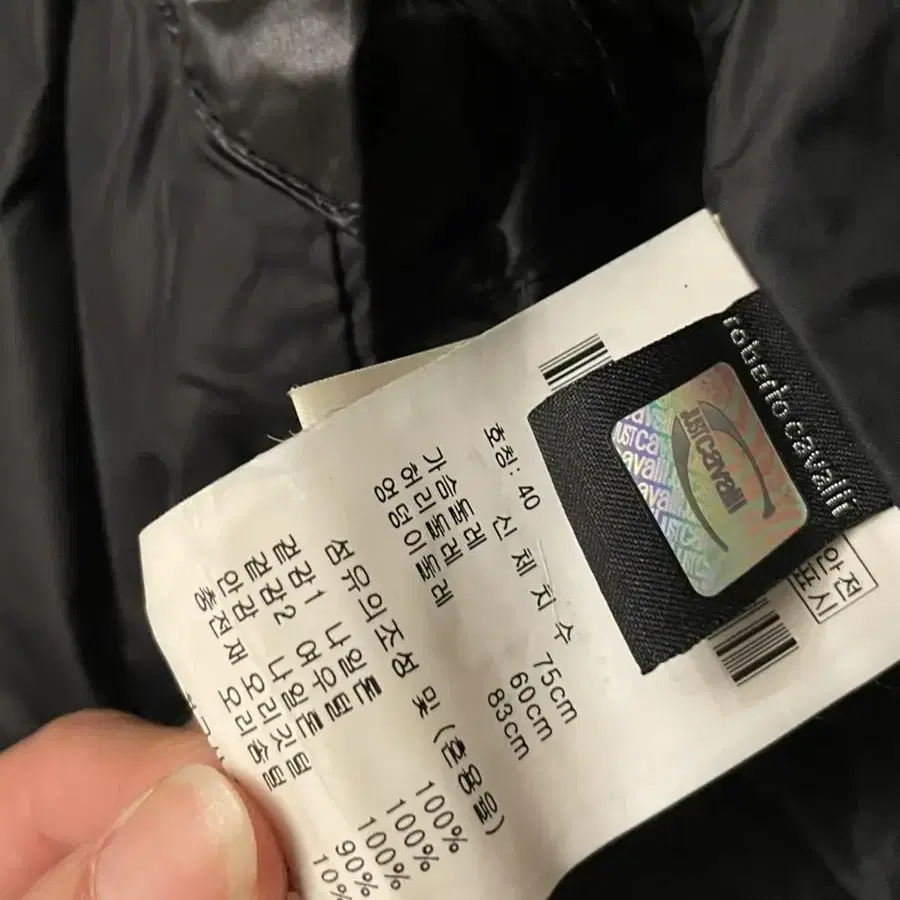 roberto cavalli
JUST cavalli
안 전
표시
호칭: 40 신 체 치 수
가슴둘레 75cm
허리둘레 60cm
엉덩이둘레 83cm
섬유의조성 및 (혼용율)
겉감1 나일론 100%
겉감2 여우털 100%
안감 나일론 100%
충전재 오리솜털 90%
오리깃털 10%